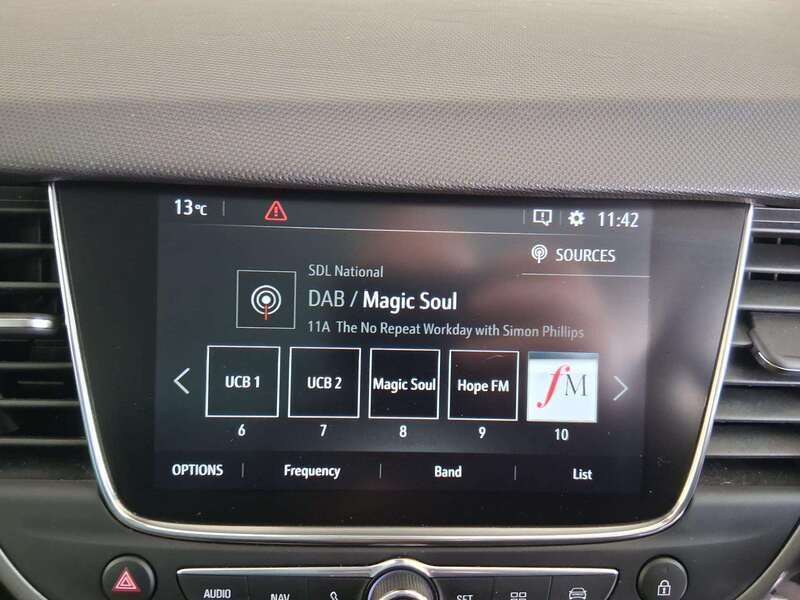 13°C 11:42
SOURCES
SDL National
DAB / Magic Soul
11A The No Repeat Workday with Simon Phillips
UCB 1 UCB 2 Magic Soul Hope FM fM
6 7 8 9 10
OPTIONS Frequency Band List
AUDIO NAV SET